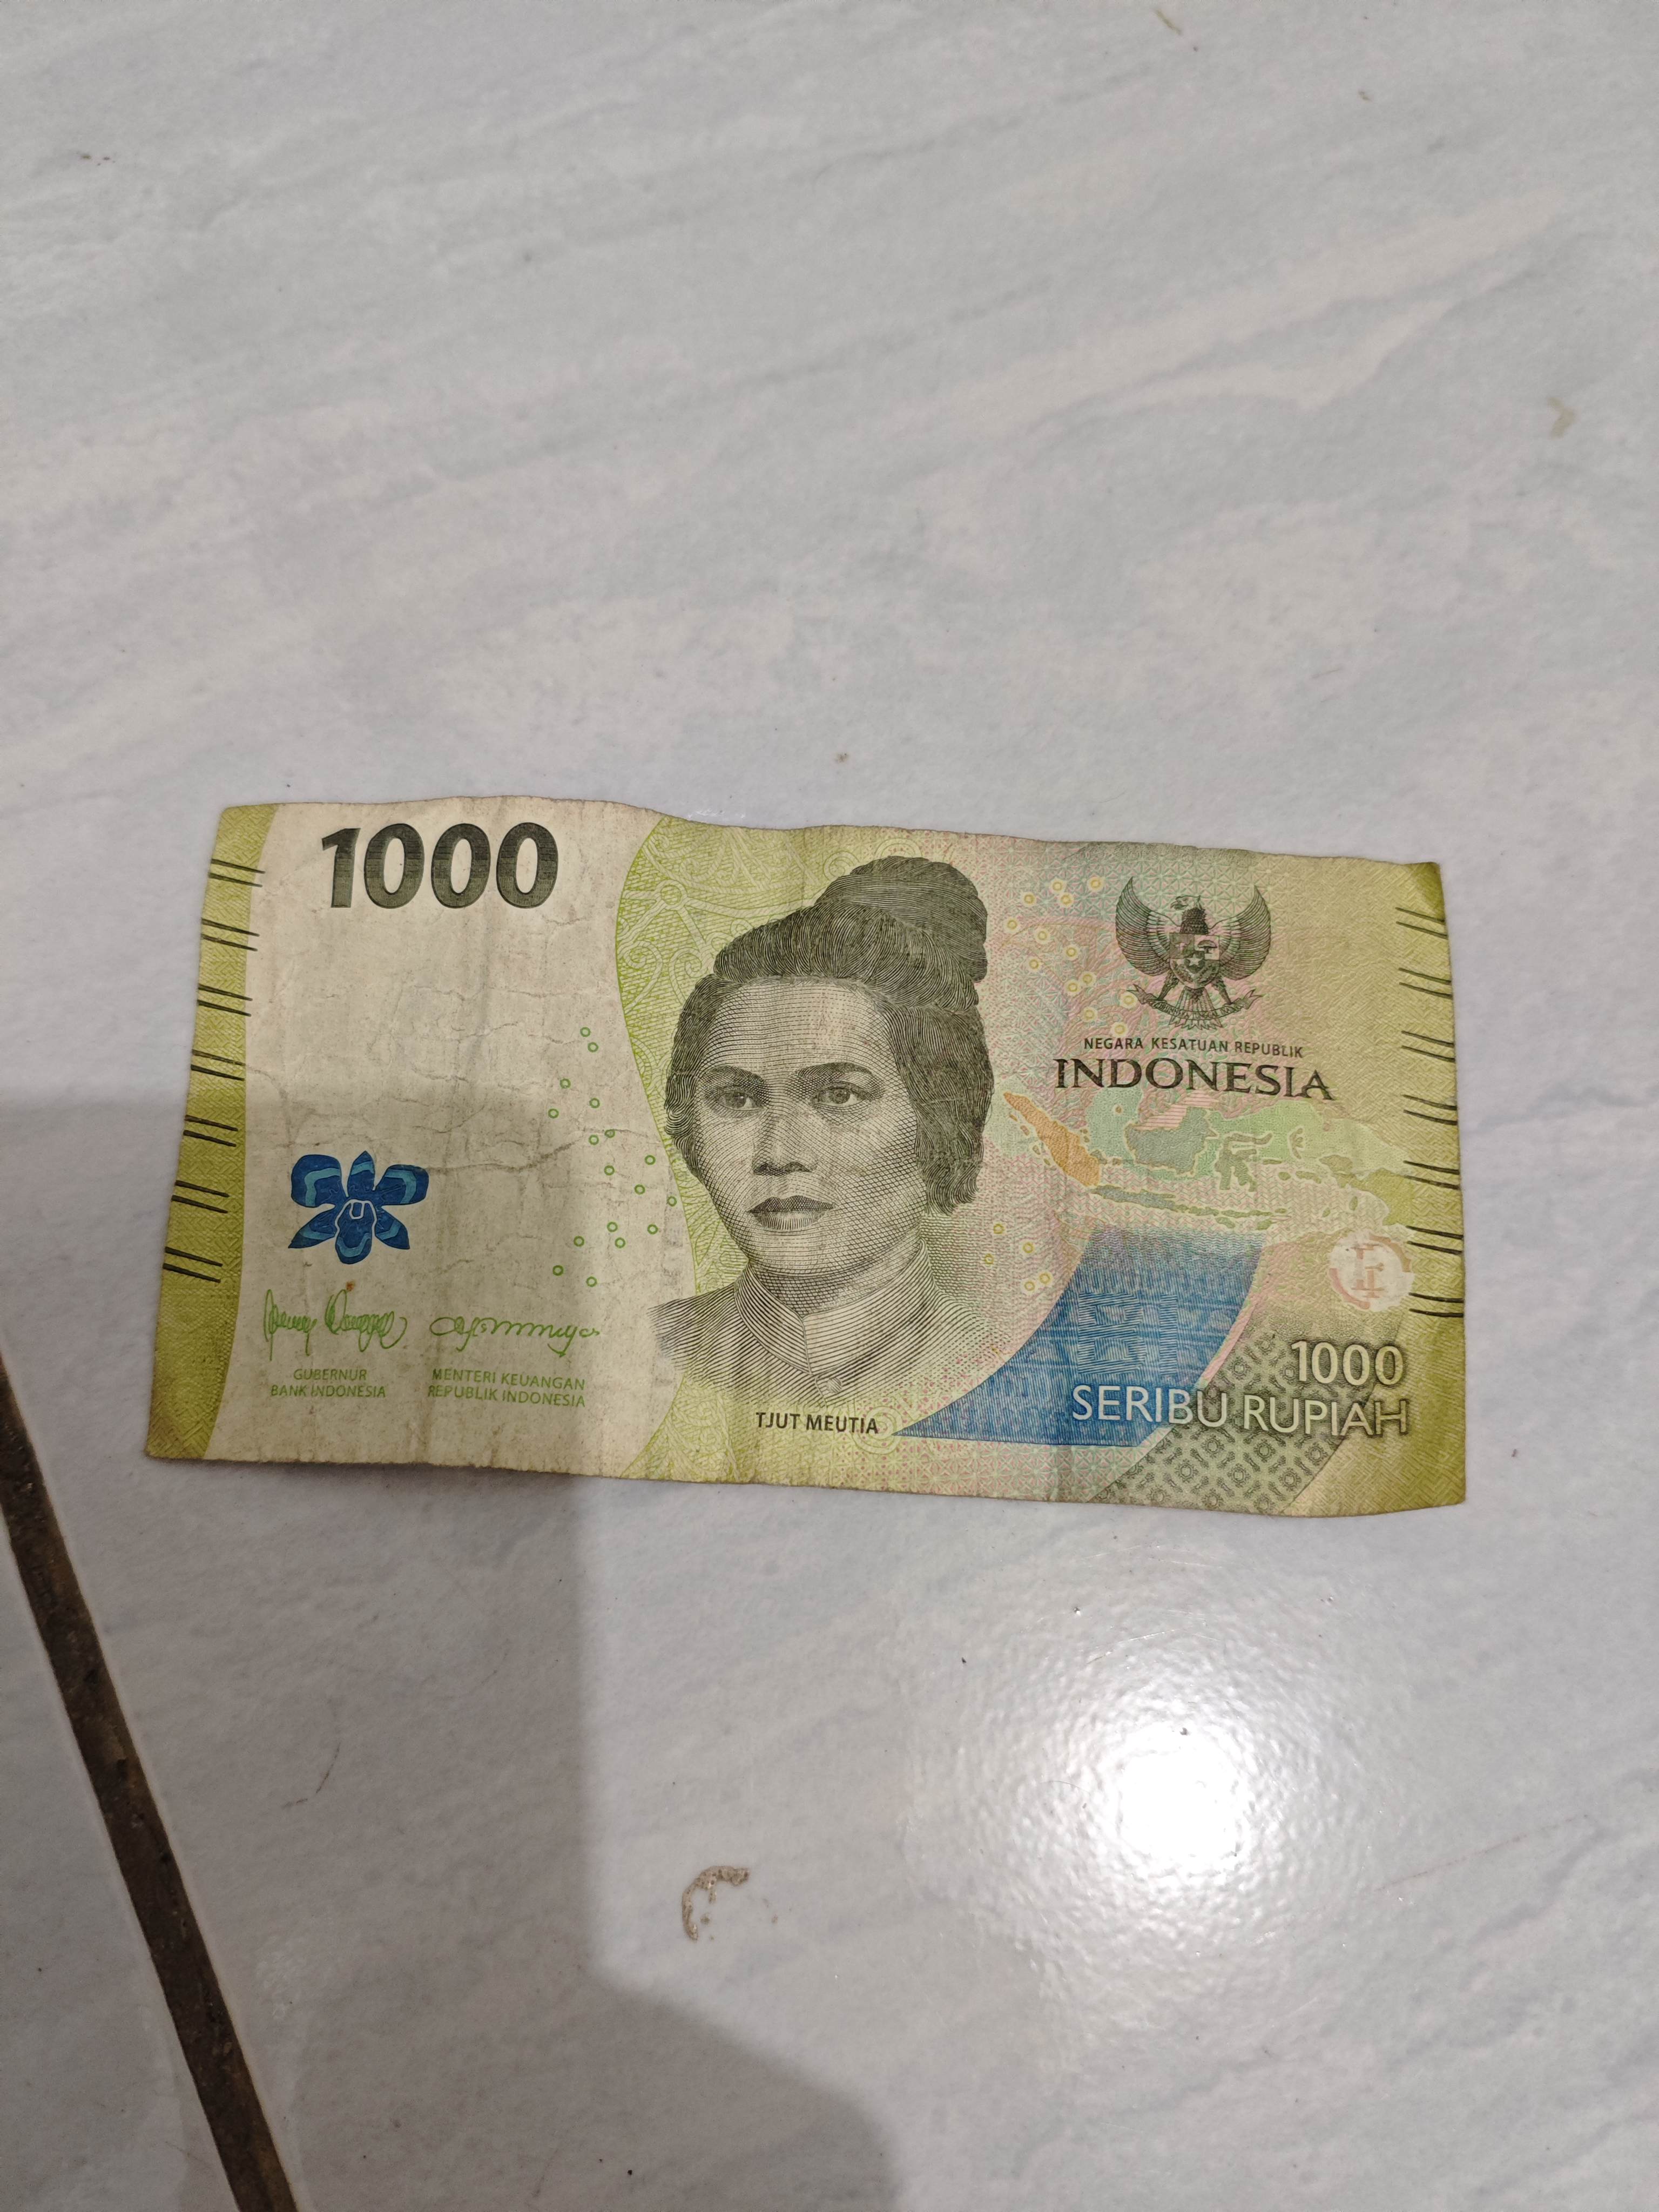 1000
NEGARA KESATUAN REPUBLIK
INDONESIA
GUBERNUR
BANK INDONESIA
MENTERI KEUANGAN
REPUBLIK INDONESIA
TJUT MEUTIA
1000
SERIBU RUPIAH